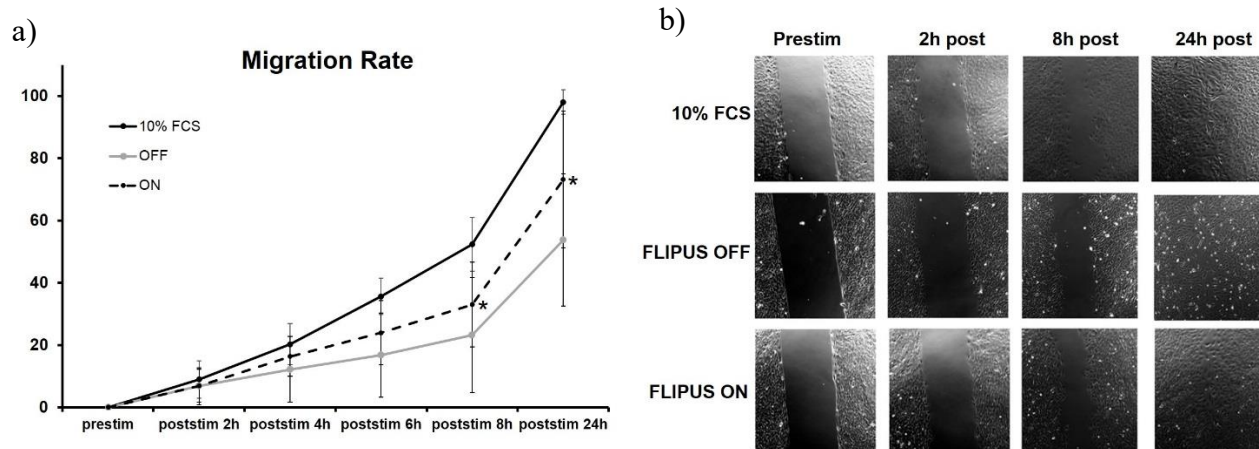 a)
Migration Rate
100
80
60
40
20
0
10% FCS
OFF
ON
*
*
prestim poststim 2h poststim 4h poststim 6h poststim 8h poststim 24h
b)
Prestim 2h post 8h post 24h post
10% FCS
FLIPUS OFF
FLIPUS ON